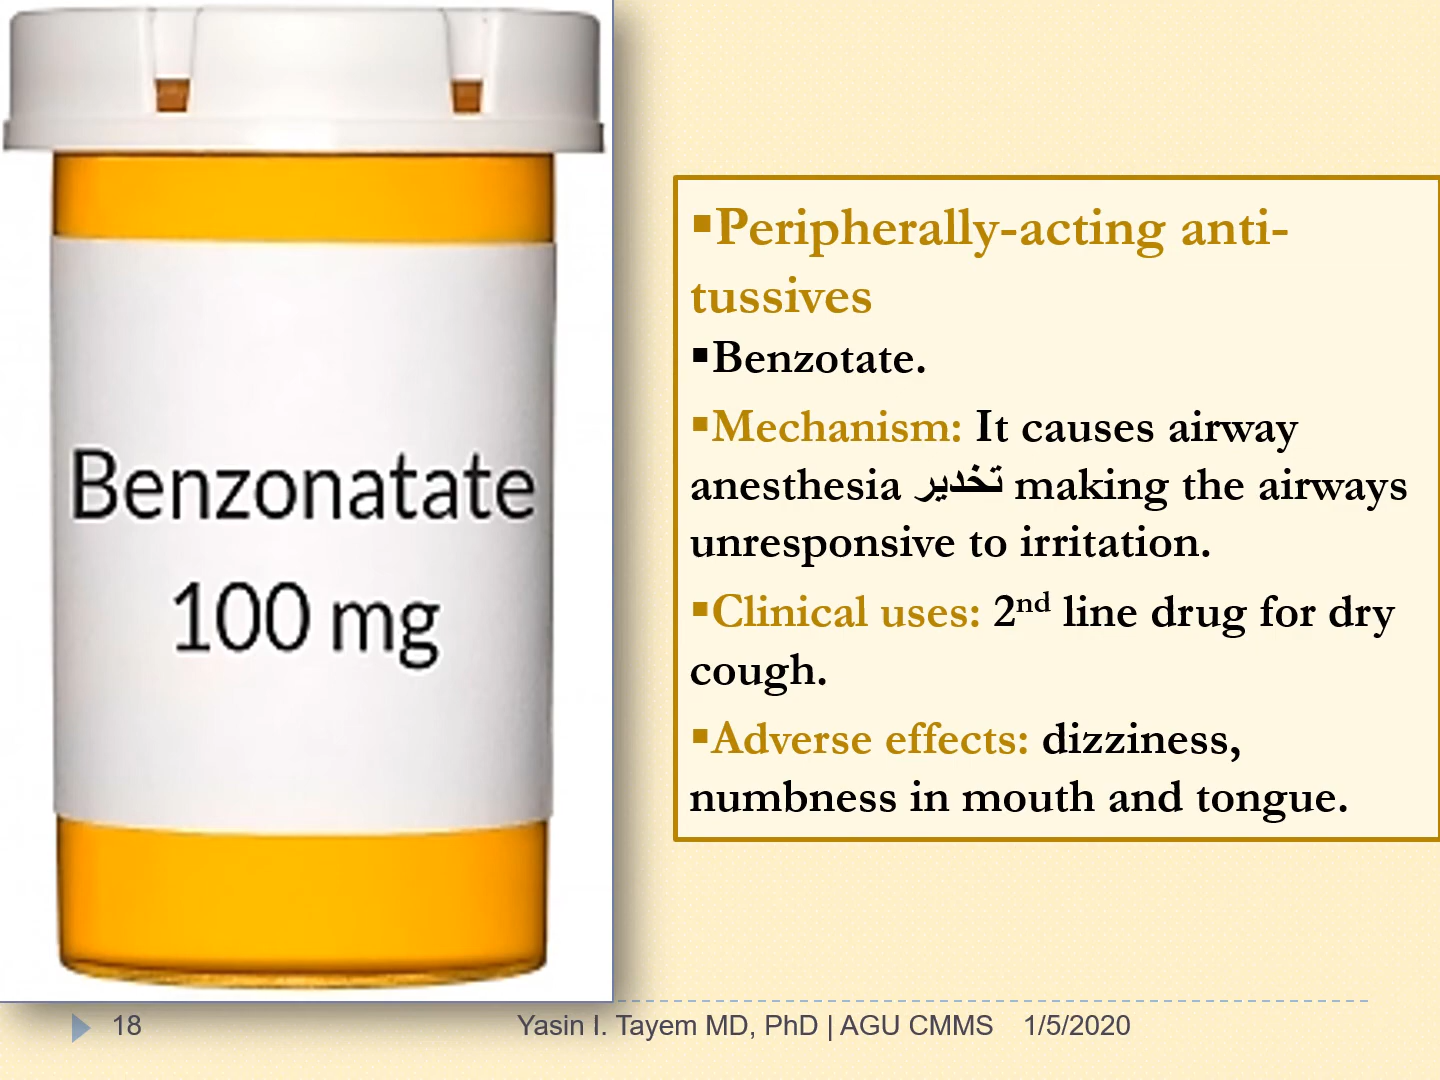 Benzonatate
100 mg
▪Peripherally-acting anti-
tussives
▪Benzotate.
▪Mechanism: It causes airway
anesthesia تخدير making the airways
unresponsive to irritation.
▪Clinical uses: 2nd line drug for dry
cough.
▪Adverse effects: dizziness,
numbness in mouth and tongue.
18 Yasin I. Tayem MD, PhD | AGU CMMS 1/5/2020